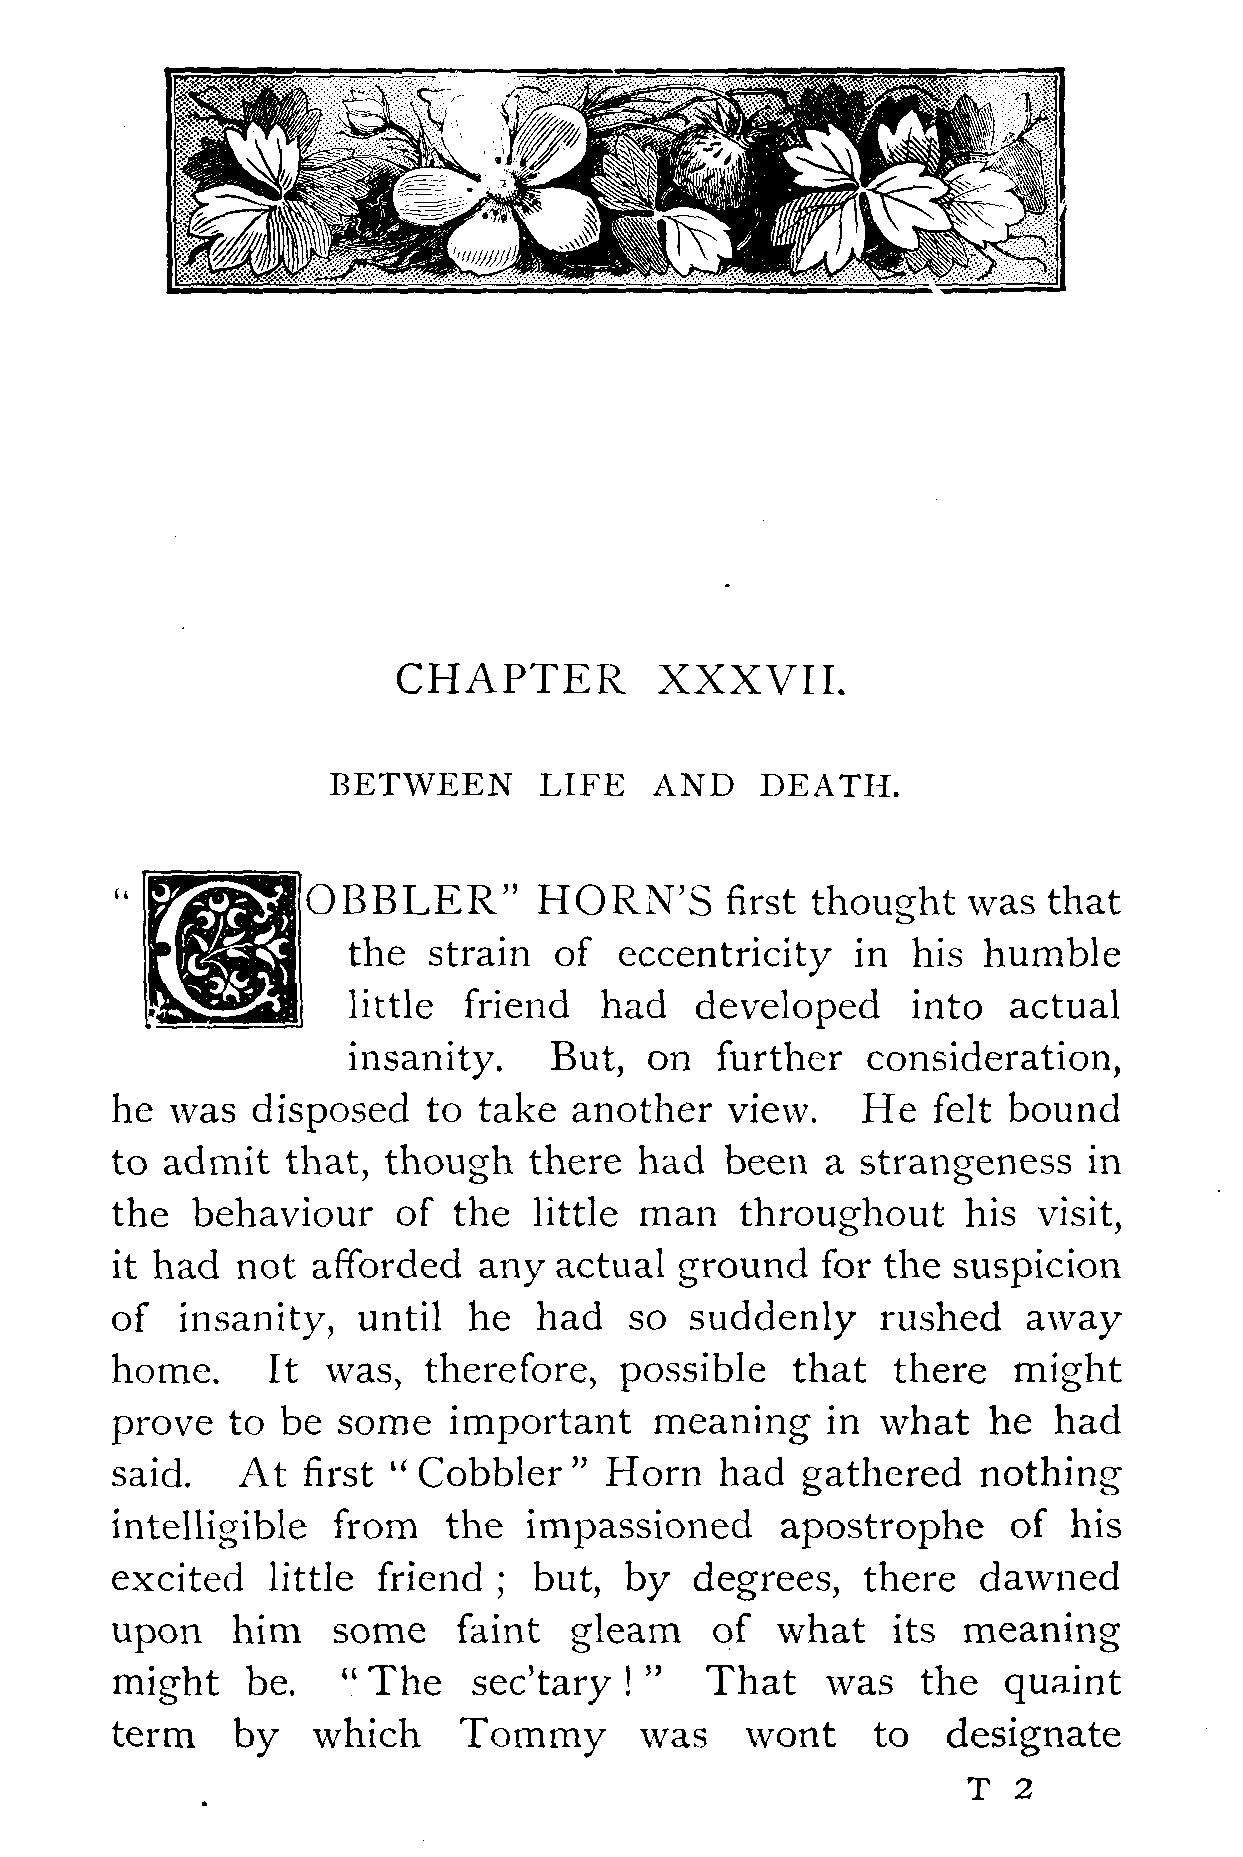 CHAPTER XXXVII.
BETWEEN LIFE AND DEATH.
"COBBLER" HORN'S first thought was that
the strain of eccentricity in his humble
little friend had developed into actual
insanity. But, on further consideration,
he was disposed to take another view. He felt bound
to admit that, though there had been a strangeness in
the behaviour of the little man throughout his visit,
it had not afforded any actual ground for the suspicion
of insanity, until he had so suddenly rushed away
home. It was, therefore, possible that there might
prove to be some important meaning in what he had
said. At first "Cobbler" Horn had gathered nothing
intelligible from the impassioned apostrophe of his
excited little friend; but, by degrees, there dawned
upon him some faint gleam of what its meaning
might be. "The sec'tary!" That was the quaint
term by which Tommy was wont to designate
T 2